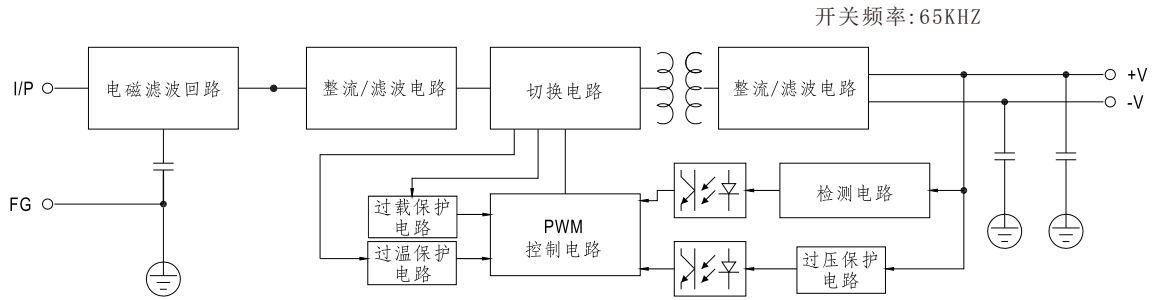 开关频率:65KHZ
I/P
电磁滤波回路
整流/滤波电路
切换电路
整流/滤波电路
+V
-V
FG
过载保护
电路
过温保护
电路
PWM
控制电路
检测电路
过压保护
电路